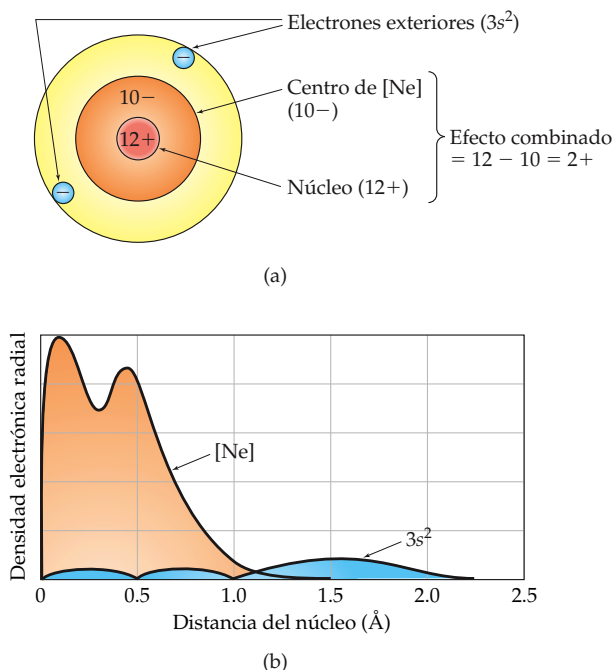 Electrones exteriores (3s²)
−
10−
12+
−
Centro de [Ne]
(10−)
Núcleo (12+)
Efecto combinado
= 12 − 10 = 2+
(a)
Densidad electrónica radial
[Ne]
3s²
0
0.5
1.0
1.5
2.0
2.5
Distancia del núcleo (Å)
(b)